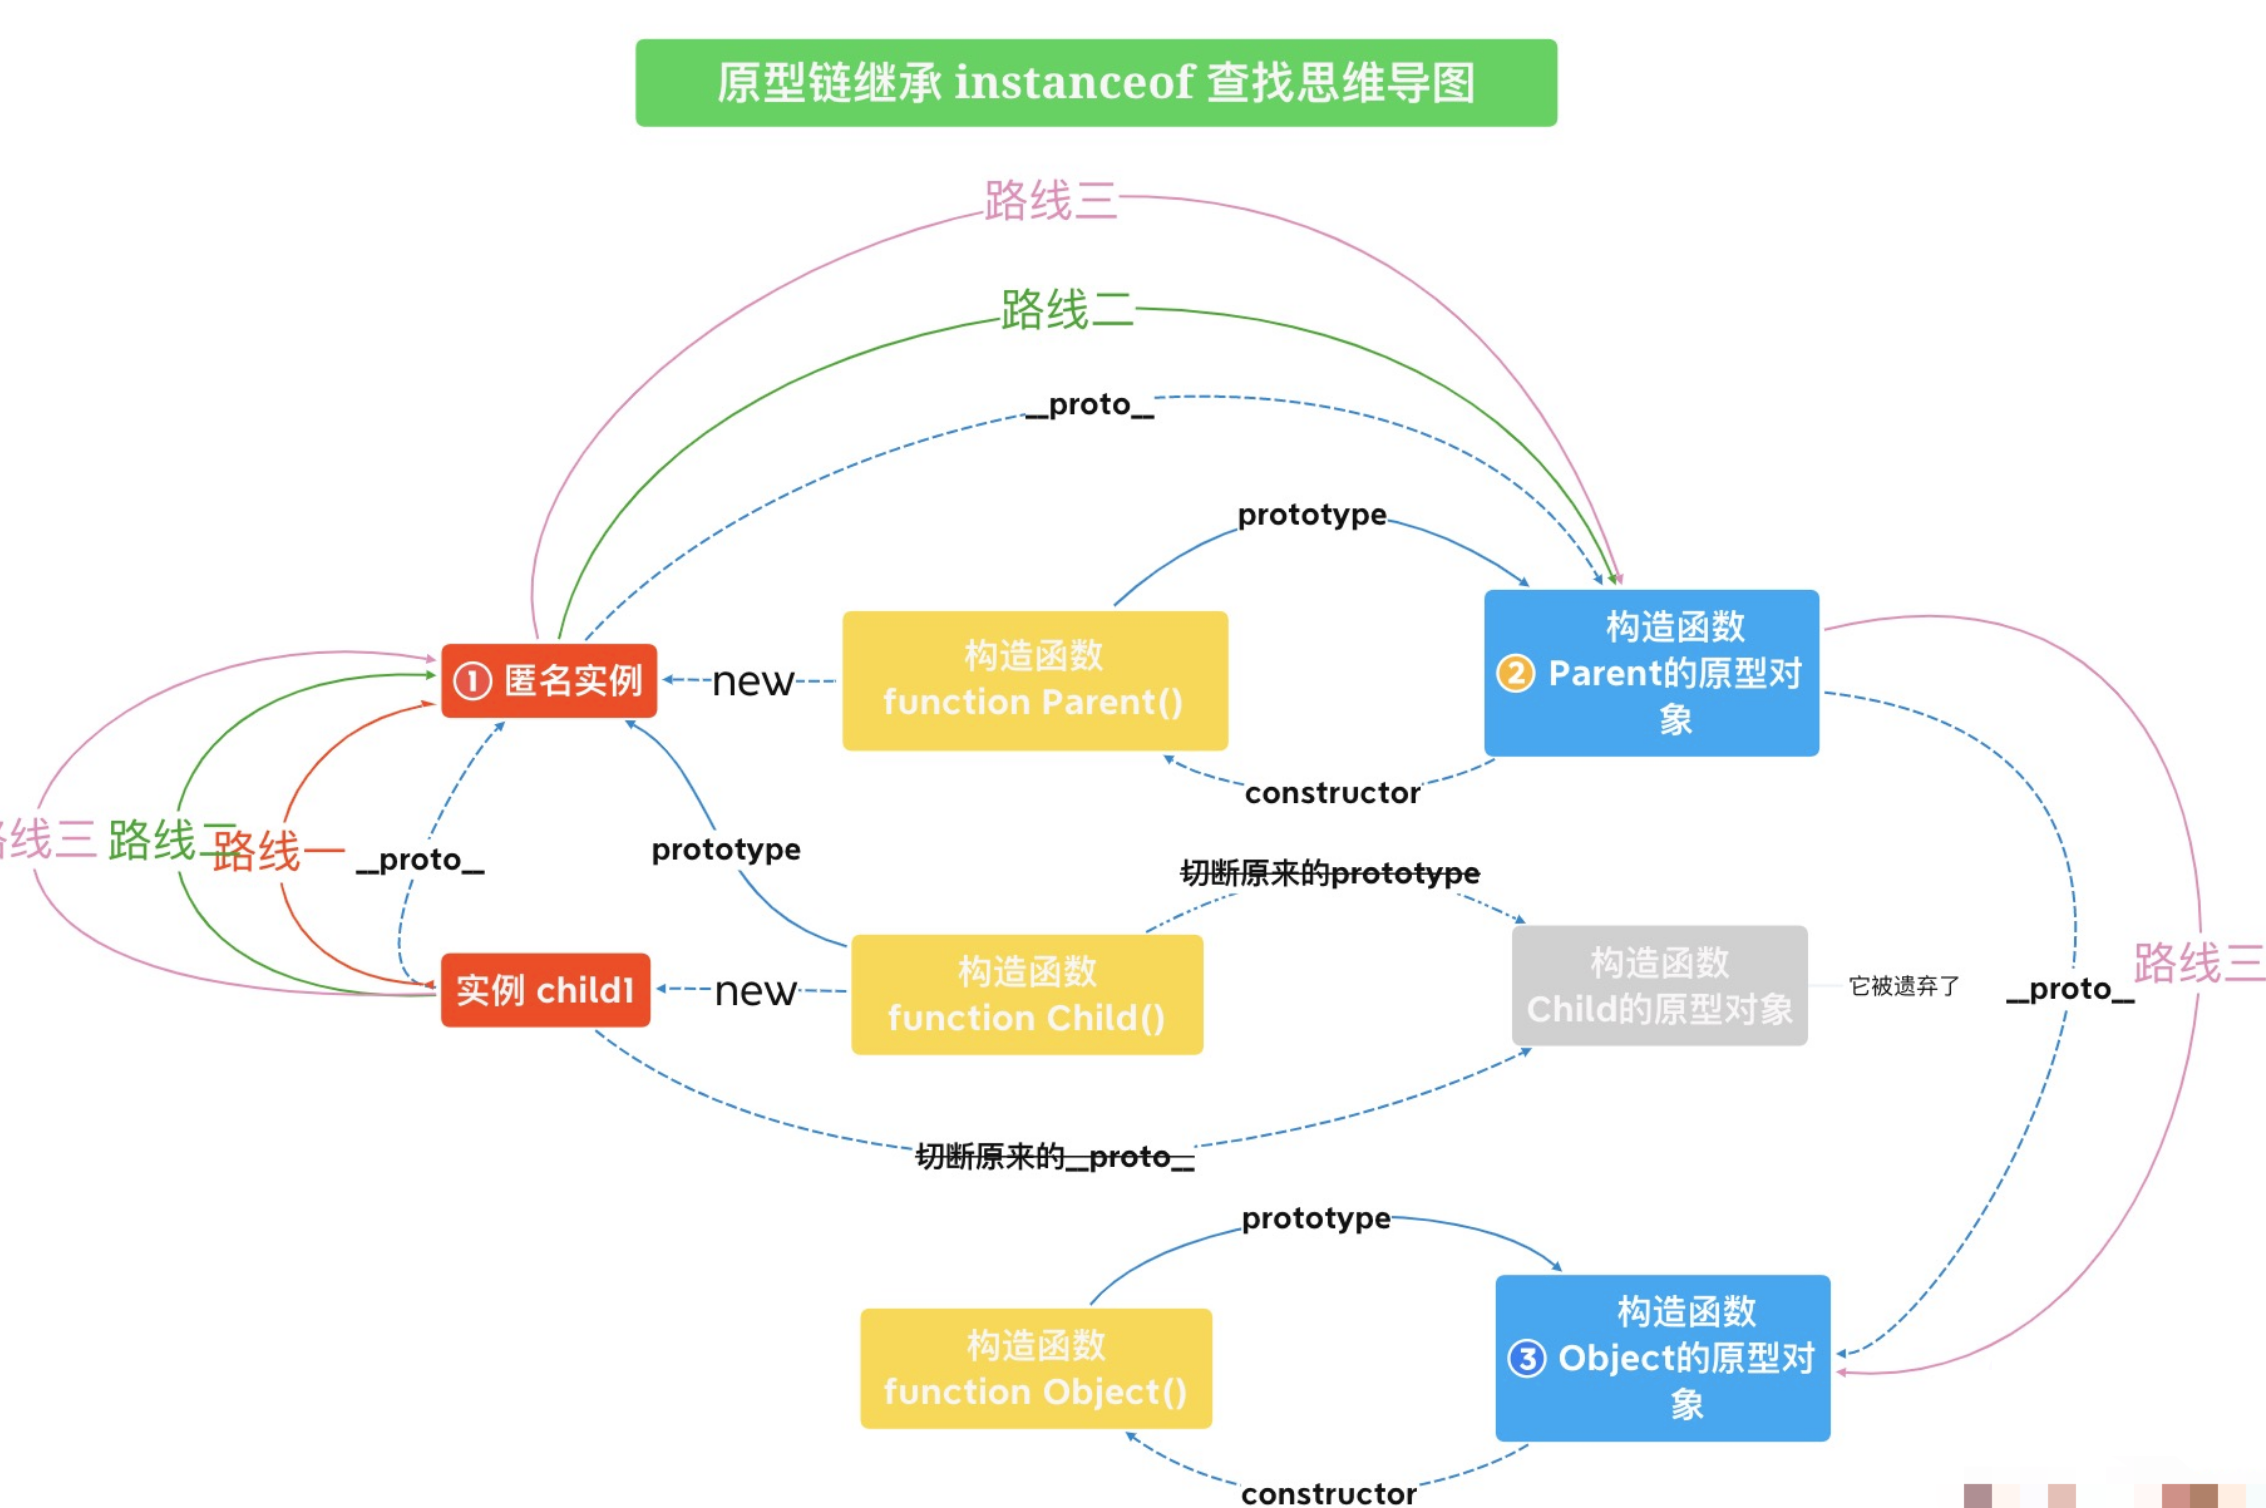 原型链继承 instanceof 查找思维导图
路线三
路线二
__proto__
prototype
① 匿名实例
new
构造函数
function Parent()
构造函数
② Parent的原型对
象
constructor
线三
路线二
路线一
__proto__
prototype
切断原来的prototype
实例 child1
new
构造函数
function Child()
构造函数
Child的原型对象
它被遗弃了
__proto__
路线三
切断原来的__proto__
prototype
构造函数
function Object()
构造函数
③ Object的原型对
象
constructor